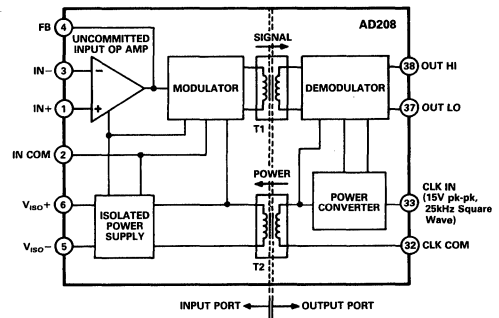 AD208
FB 4
UNCOMMITTED
INPUT OP AMP
SIGNAL
IN− 3
−
IN+ 1
+
MODULATOR
DEMODULATOR
38 OUT HI
37 OUT LO
T1
IN COM 2
POWER
VISO+ 6
ISOLATED
POWER
SUPPLY
VISO− 5
POWER
CONVERTER
33 CLK IN
(15V pk-pk,
25kHz Square
Wave)
32 CLK COM
T2
INPUT PORT
OUTPUT PORT